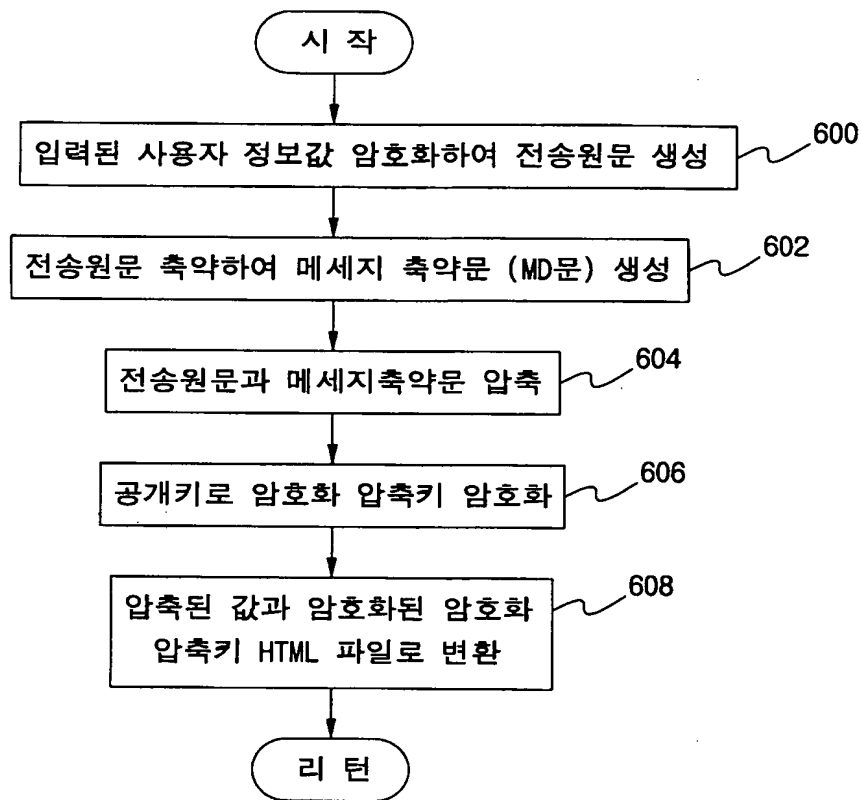 시 작
입력된 사용자 정보값 암호화하여 전송원문 생성
600
전송원문 축약하여 메세지 축약문 (MD문) 생성
602
전송원문과 메세지축약문 압축
604
공개키로 암호화 압축키 암호화
606
압축된 값과 암호화된 암호화
압축키 HTML 파일로 변환
608
리 턴